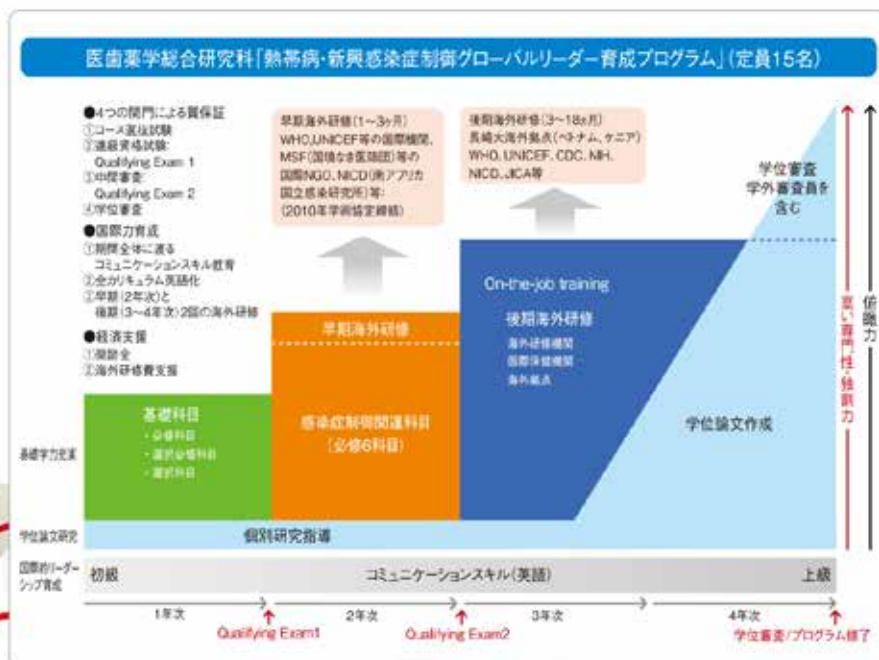 医歯薬学総合研究科「熱帯病・新興感染症制御グローバルリーダー育成プログラム」(定員15名)
●4つの関門による質保証
①コース選抜試験
②進級資格試験:
Qualifying Exam 1
③中間審査:
Qualifying Exam 2
④学位審査
●国際力育成
①期間全体に渡る
コミュニケーションスキル教育
②全カリキュラム英語化
③早期(2年次)と
後期(3〜4年次)2回の海外研修
●経済支援
①奨励金
②海外研修費支援
早期海外研修(1〜3ヶ月)
WHO,UNICEF等の国際機関、
MSF(国境なき医師団)等の
国際NGO、NICD(南アフリカ
国立感染研究所)等:
(2010年学術協定締結)
後期海外研修(3〜18ヶ月)
長崎大海外拠点(ベトナム、ケニア)
WHO、UNICEF、CDC、NIH、
NICD、JICA等
学位審査
学外審査員を
含む
高い専門性・独創力
俯瞰力
On-the-job training
後期海外研修
海外研修機関
国際保健機関
海外拠点
早期海外研修
感染症制御関連科目
(必修6科目)
基礎科目
・必修科目
・選択必修科目
・選択科目
学位論文作成
基礎学力充実
学位論文研究
個別研究指導
国際的リーダー
シップ育成
初級
コミュニケーションスキル(英語)
上級
1年次
2年次
3年次
4年次
Qualifying Exam1
Qualifying Exam2
学位審査/プログラム修了